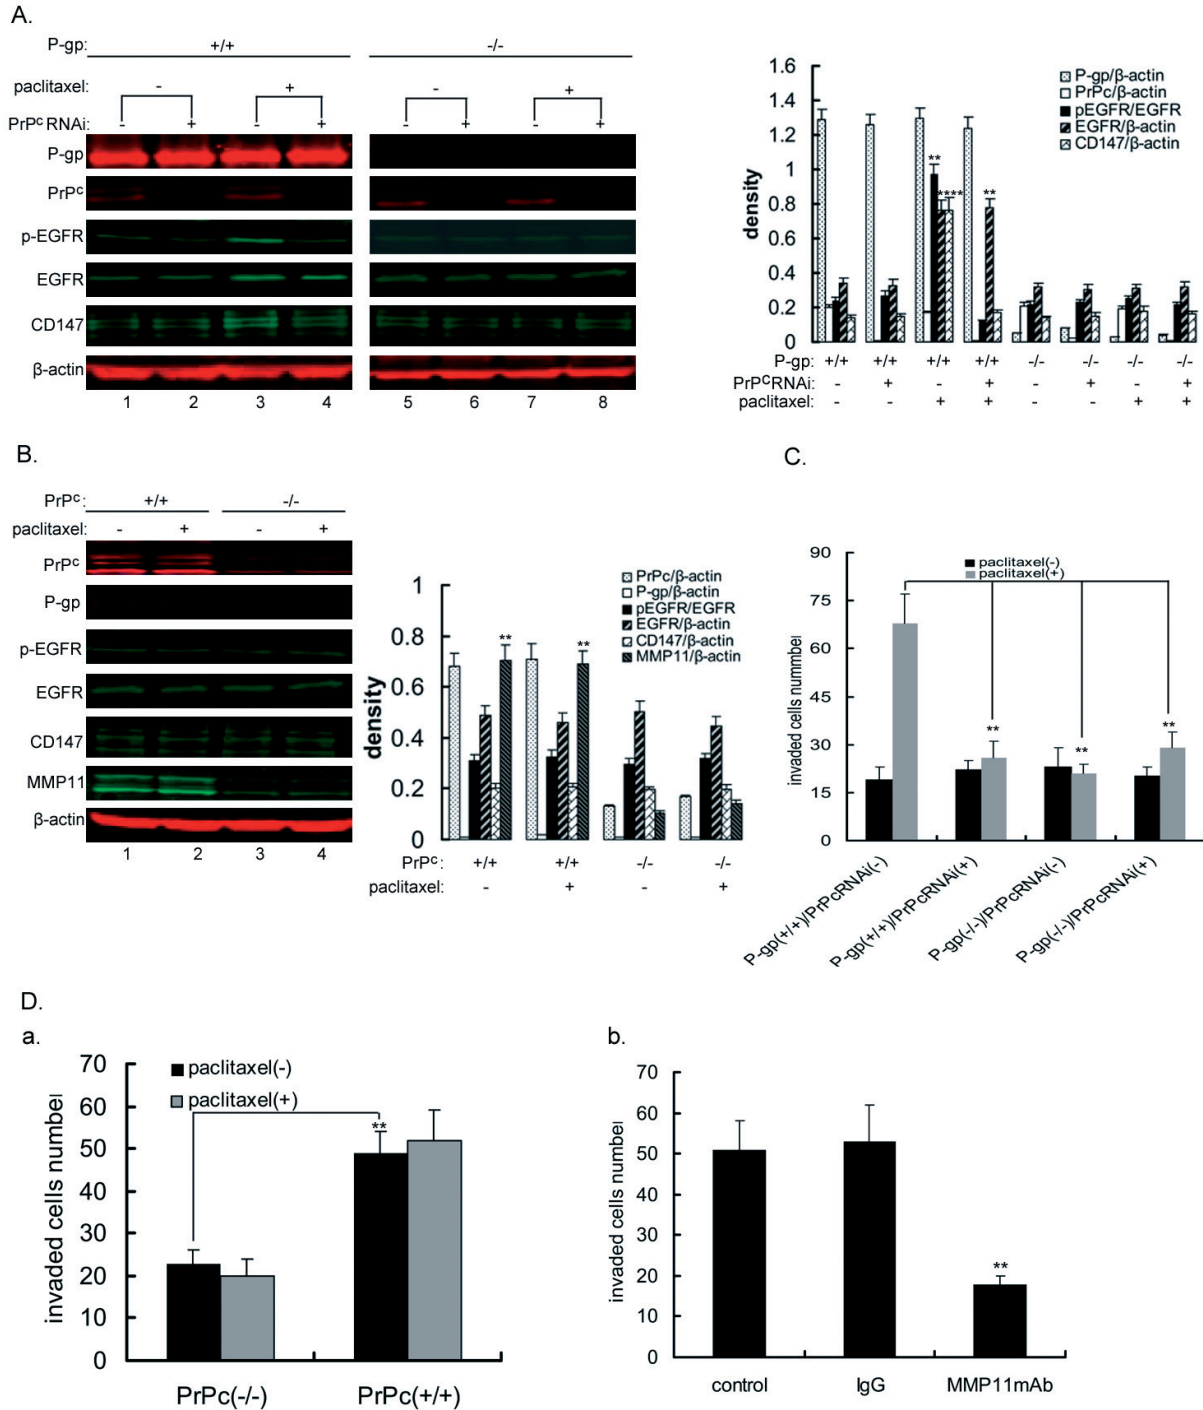 A.
P-gp: +/+ -/-
paclitaxel: - + - +
PrPᶜ RNAi: - + - + - + - +
P-gp
PrPᶜ
p-EGFR
EGFR
CD147
β-actin
1 2 3 4 5 6 7 8
density
1.6
1.4
1.2
1
0.8
0.6
0.4
0.2
0
P-gp/β-actin
PrPc/β-actin
pEGFR/EGFR
EGFR/β-actin
CD147/β-actin
** **** **
P-gp: +/+ +/+ +/+ +/+ -/- -/- -/- -/-
PrPᶜRNAi: - + - + - + - +
paclitaxel: - - + + - - + +
B.
PrPᶜ: +/+ -/-
paclitaxel: - + - +
PrPᶜ
P-gp
p-EGFR
EGFR
CD147
MMP11
β-actin
1 2 3 4
density
1
0.8
0.6
0.4
0.2
0
PrPc/β-actin
P-gp/β-actin
pEGFR/EGFR
EGFR/β-actin
CD147/β-actin
MMP11/β-actin
** **
PrPᶜ: +/+ +/+ -/- -/-
paclitaxel: - + - +
C.
invaded cells nummber
90
75
60
45
30
15
0
paclitaxel(-)
paclitaxel(+)
** ** **
P-gp(+/+)/PrPcRNAi(-)
P-gp(+/+)/PrPcRNAi(+)
P-gp(-/-)/PrPcRNAi(-)
P-gp(-/-)/PrPcRNAi(+)
D.
a.
invaded cells number
70
60
50
40
30
20
10
0
paclitaxel(-)
paclitaxel(+)
**
PrPc(-/-) PrPc(+/+)
b.
invaded cells number
70
60
50
40
30
20
10
0
**
control IgG MMP11mAb